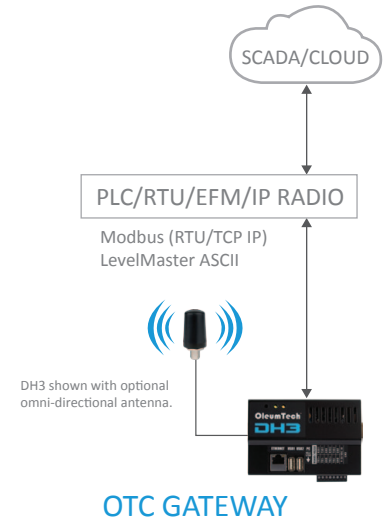 SCADA/CLOUD
PLC/RTU/EFM/IP RADIO
Modbus (RTU/TCP IP)
LevelMaster ASCII
DH3 shown with optional
omni-directional antenna.
OleumTech
DH3
ETHERNET
OTC GATEWAY